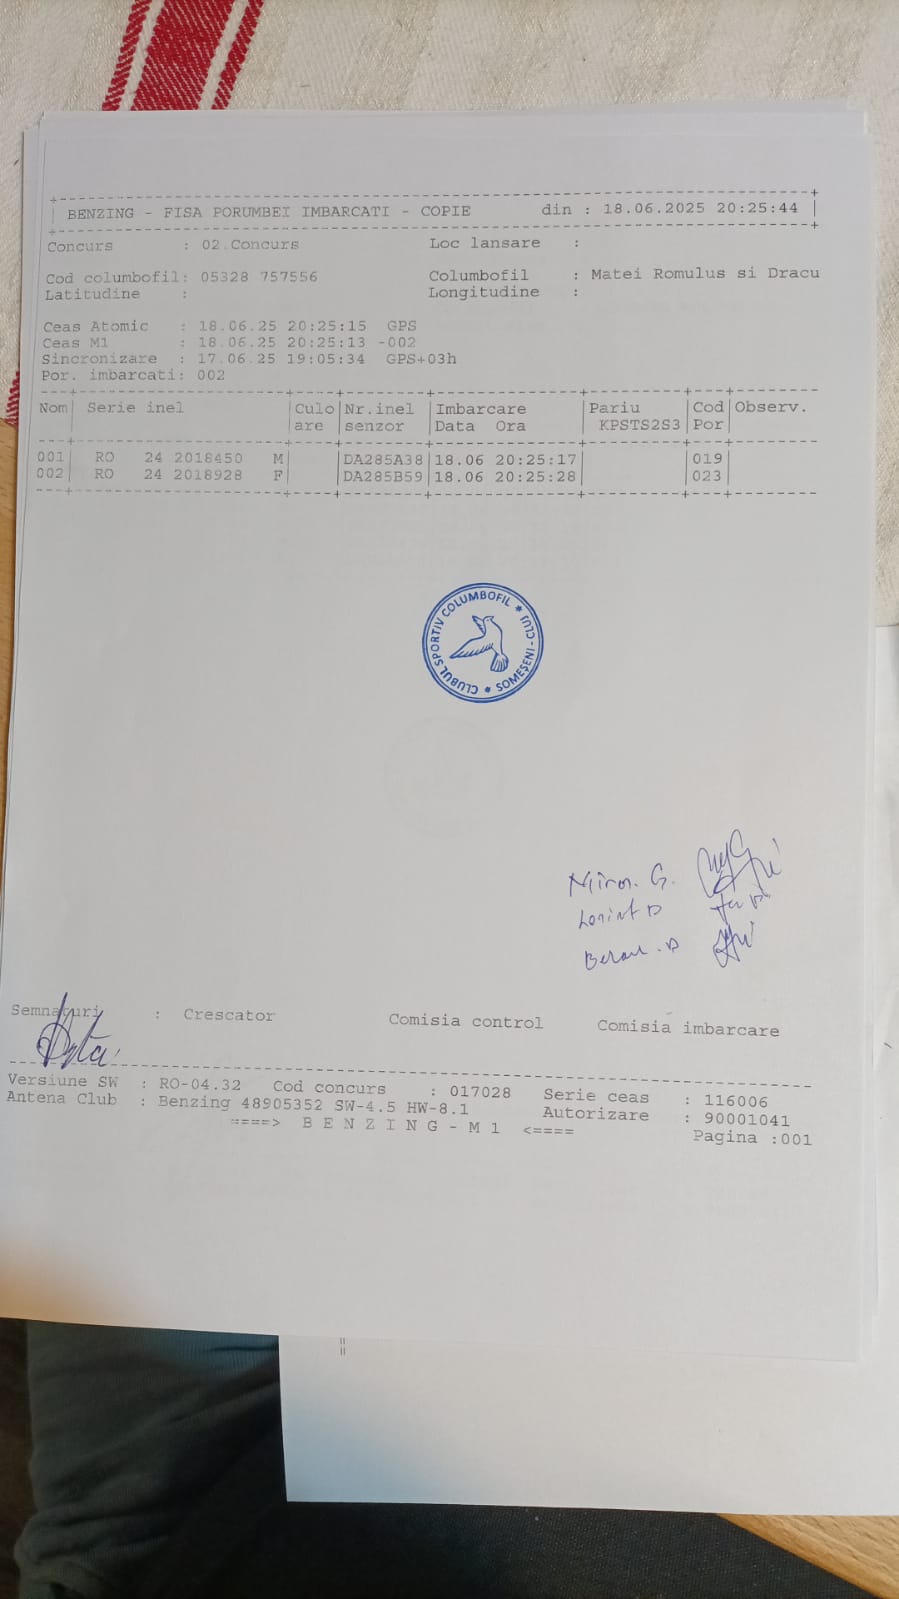 BENZING - FISA PORUMBEI IMBARCATI - COPIE din : 18.06.2025 20:25:44
Concurs : 02.Concurs Loc lansare :
Cod columbofil: 05328 757556 Columbofil : Matei Romulus si Dracu
Latitudine : Longitudine :
Ceas Atomic : 18.06.25 20:25:15 GPS
Ceas M1 : 18.06.25 20:25:13 -002
Sincronizare : 17.06.25 19:05:34 GPS+03h
Por. imbarcati: 002
Nom| Serie inel |Culo|Nr.inel |Imbarcare |Pariu |Cod|Observ.
are |senzor |Data Ora | KPSTS2S3|Por|
001| RO 24 2018450 M| |DA285A38|18.06 20:25:17| |019|
002| RO 24 2018928 F| |DA285B59|18.06 20:25:28| |023|
CLUBUL SPORTIV COLUMBOFIL * SOMEȘENI-CLUJ *
G.
Semnaturi : Crescator Comisia control Comisia imbarcare
Versiune SW : RO-04.32 Cod concurs : 017028 Serie ceas : 116006
Antena Club : Benzing 48905352 SW-4.5 HW-8.1 Autorizare : 90001041
====> B E N Z I N G - M 1 <==== Pagina :001